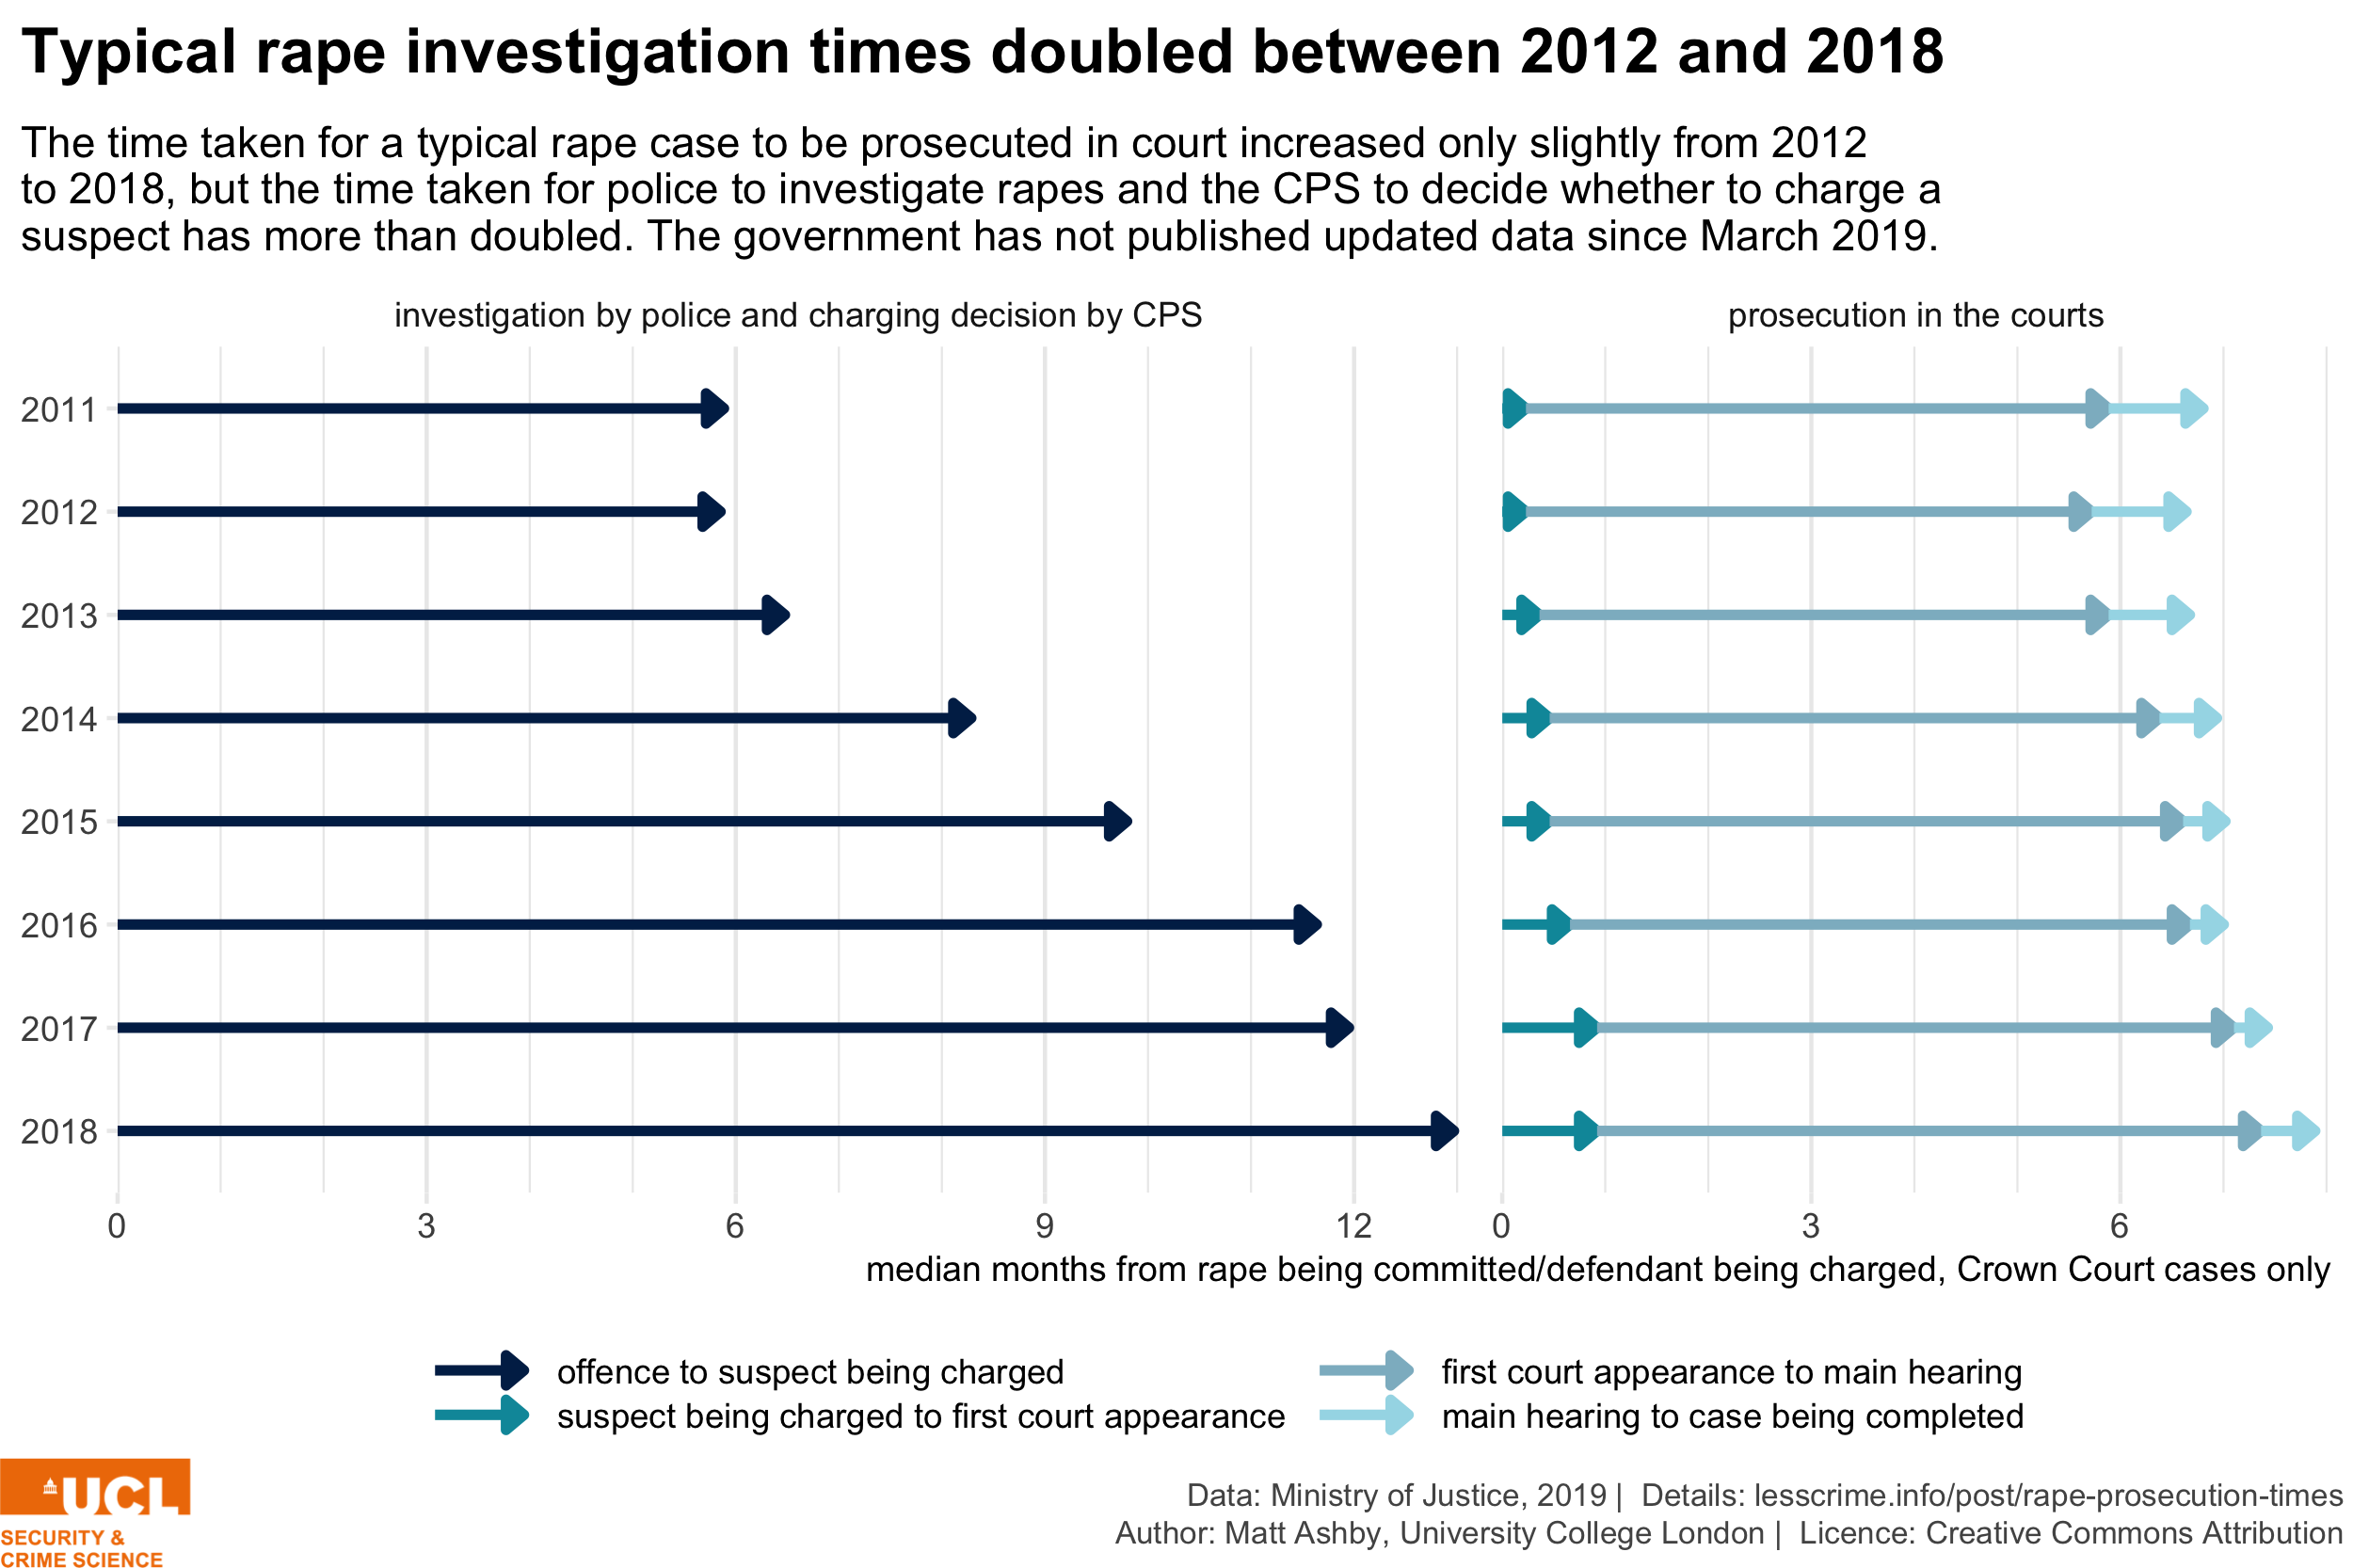 Typical rape investigation times doubled between 2012 and 2018
The time taken for a typical rape case to be prosecuted in court increased only slightly from 2012
to 2018, but the time taken for police to investigate rapes and the CPS to decide whether to charge a
suspect has more than doubled. The government has not published updated data since March 2019.
investigation by police and charging decision by CPS
prosecution in the courts
2011
2012
2013
2014
2015
2016
2017
2018
0 3 6 9 12 0 3 6
median months from rape being committed/defendant being charged, Crown Court cases only
offence to suspect being charged
first court appearance to main hearing
suspect being charged to first court appearance
main hearing to case being completed
UCL
SECURITY &
CRIME SCIENCE
Data: Ministry of Justice, 2019 | Details: lesscrime.info/post/rape-prosecution-times
Author: Matt Ashby, University College London | Licence: Creative Commons Attribution